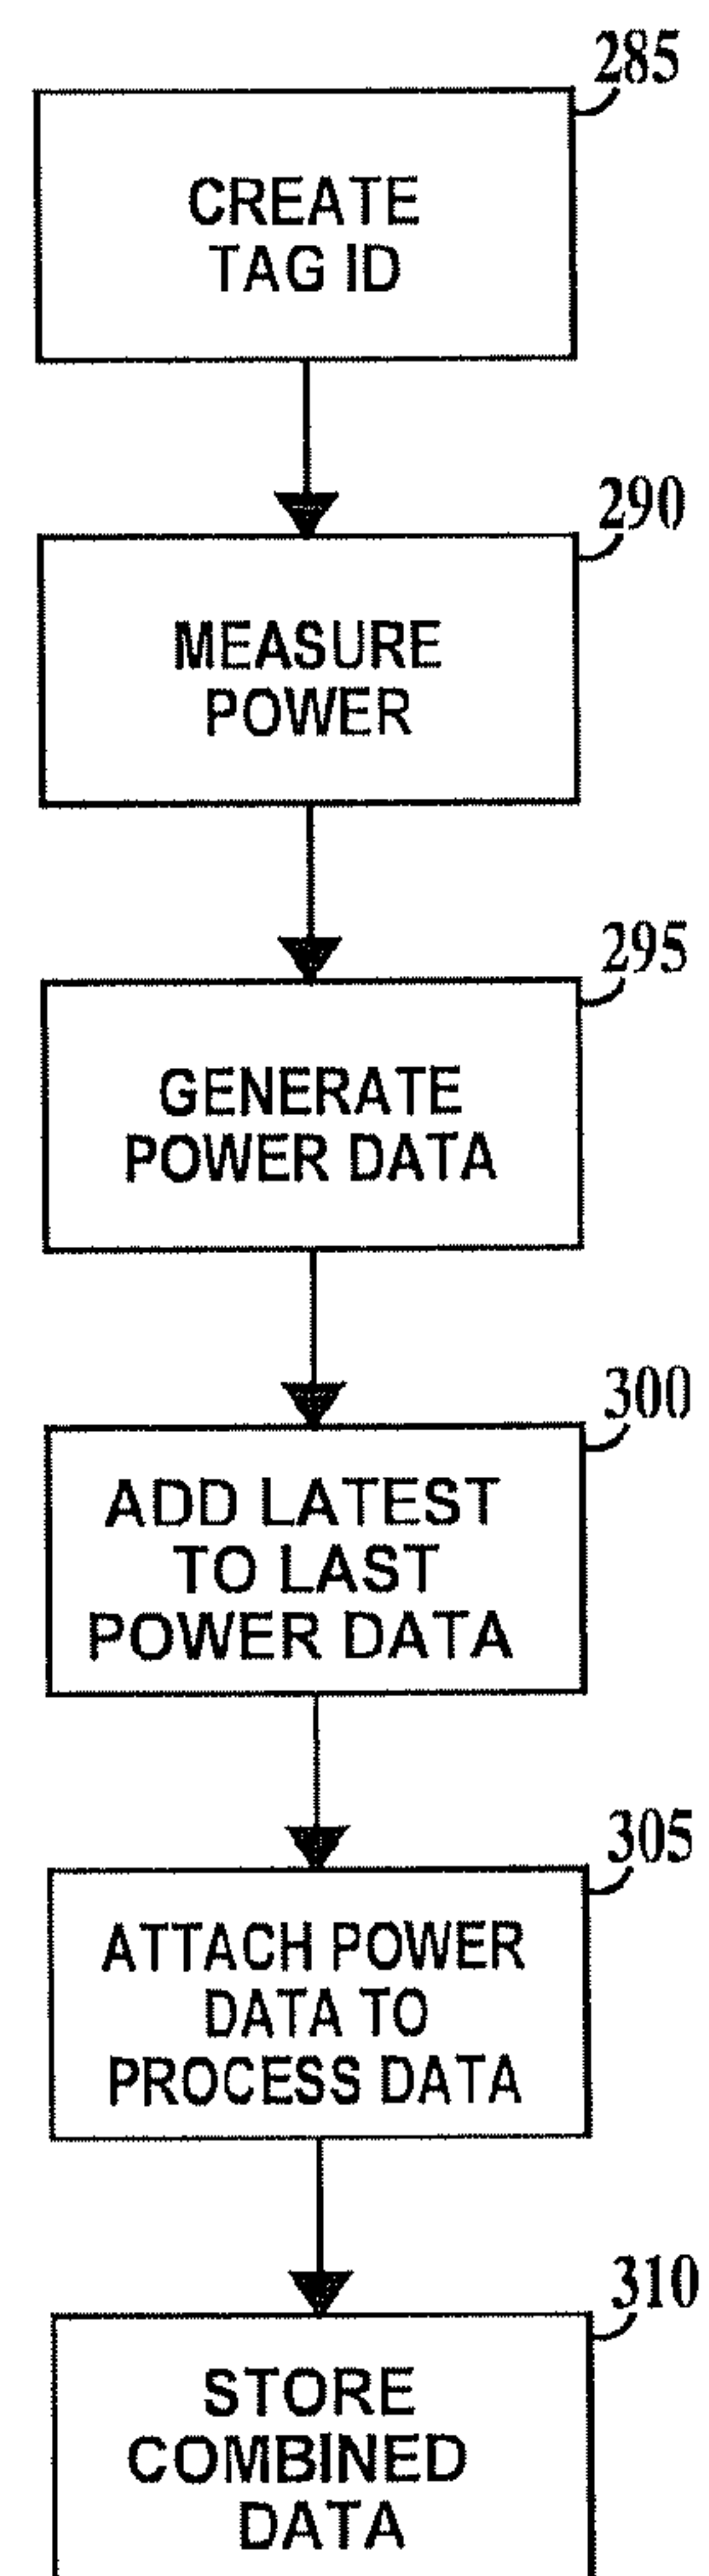 285
CREATE
TAG ID
290
MEASURE
POWER
295
GENERATE
POWER DATA
300
ADD LATEST
TO LAST
POWER DATA
305
ATTACH POWER
DATA TO
PROCESS DATA
310
STORE
COMBINED
DATA